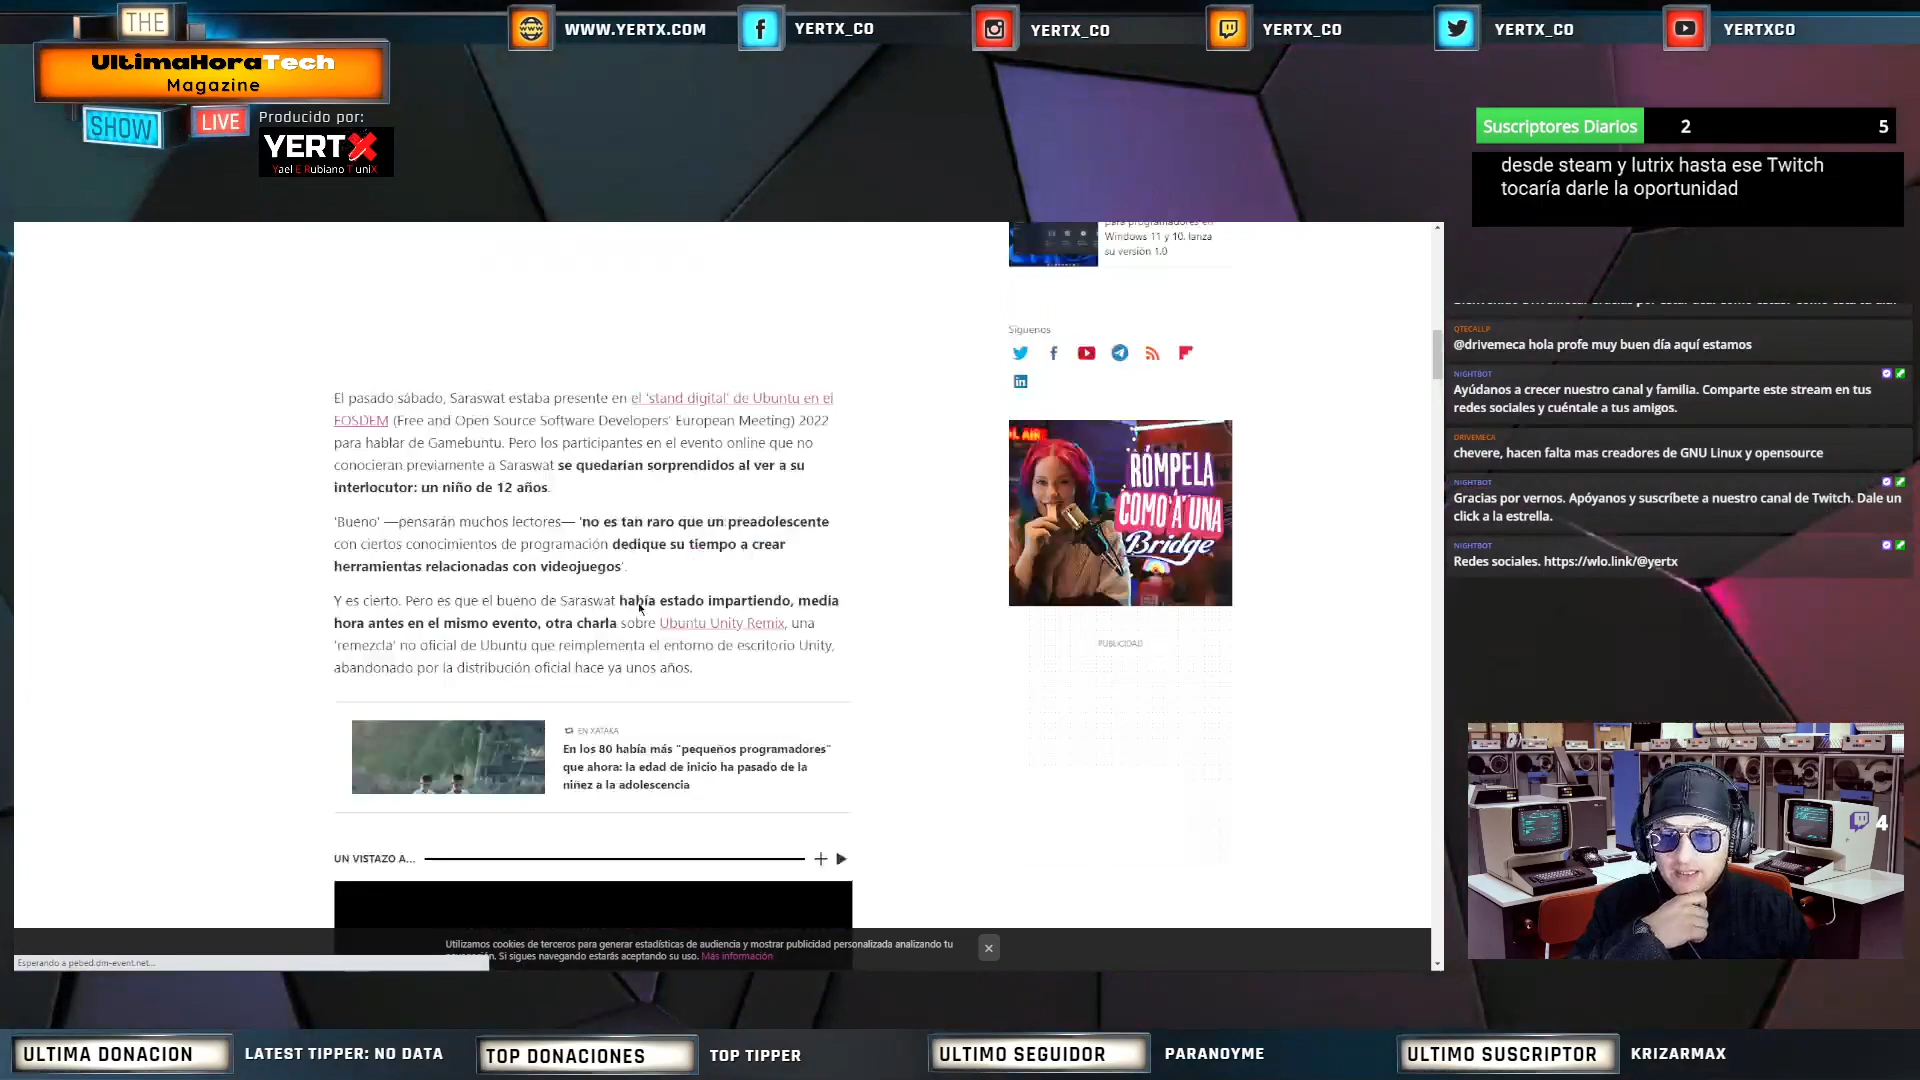 THE
UltimaHoraTech
Magazine
SHOW
LIVE
Producido por:
YERTX
Yael E Rubiano T uniX
WWW.YERTX.COM
YERTX_CO
YERTX_CO
YERTX_CO
YERTX_CO
YERTXCO
Suscriptores Diarios
2
5
desde steam y lutrix hasta ese Twitch
tocaría darle la oportunidad
para programadores en
Windows 11 y 10, lanza
su versión 1.0
Síguenos
El pasado sábado, Saraswat estaba presente en el 'stand digital' de Ubuntu en el
FOSDEM (Free and Open Source Software Developers' European Meeting) 2022
para hablar de Gamebuntu. Pero los participantes en el evento online que no
conocieran previamente a Saraswat se quedarían sorprendidos al ver a su
interlocutor: un niño de 12 años.
'Bueno' —pensarán muchos lectores— 'no es tan raro que un preadolescente
con ciertos conocimientos de programación dedique su tiempo a crear
herramientas relacionadas con videojuegos'.
Y es cierto. Pero es que el bueno de Saraswat había estado impartiendo, media
hora antes en el mismo evento, otra charla sobre Ubuntu Unity Remix, una
'remezcla' no oficial de Ubuntu que reimplementa el entorno de escritorio Unity,
abandonado por la distribución oficial hace ya unos años.
EN XATAKA
En los 80 había más "pequeños programadores"
que ahora: la edad de inicio ha pasado de la
niñez a la adolescencia
UN VISTAZO A...
RÓMPELA
COMO A UNA
Bridge
PUBLICIDAD
Utilizamos cookies de terceros para generar estadísticas de audiencia y mostrar publicidad personalizada analizando tu
navegación. Si sigues navegando estarás aceptando su uso. Más información
Esperando a pebed.dm-event.net...
QTECALLP
@drivemeca hola profe muy buen día aquí estamos
NIGHTBOT
Ayúdanos a crecer nuestro canal y familia. Comparte este stream en tus
redes sociales y cuéntale a tus amigos.
DRIVEMECA
chevere, hacen falta mas creadores de GNU Linux y opensource
NIGHTBOT
Gracias por vernos. Apóyanos y suscríbete a nuestro canal de Twitch. Dale un
click a la estrella.
NIGHTBOT
Redes sociales. https://wlo.link/@yertx
4
ULTIMA DONACION
LATEST TIPPER: NO DATA
TOP DONACIONES
TOP TIPPER
ULTIMO SEGUIDOR
PARANOYME
ULTIMO SUSCRIPTOR
KRIZARMAX